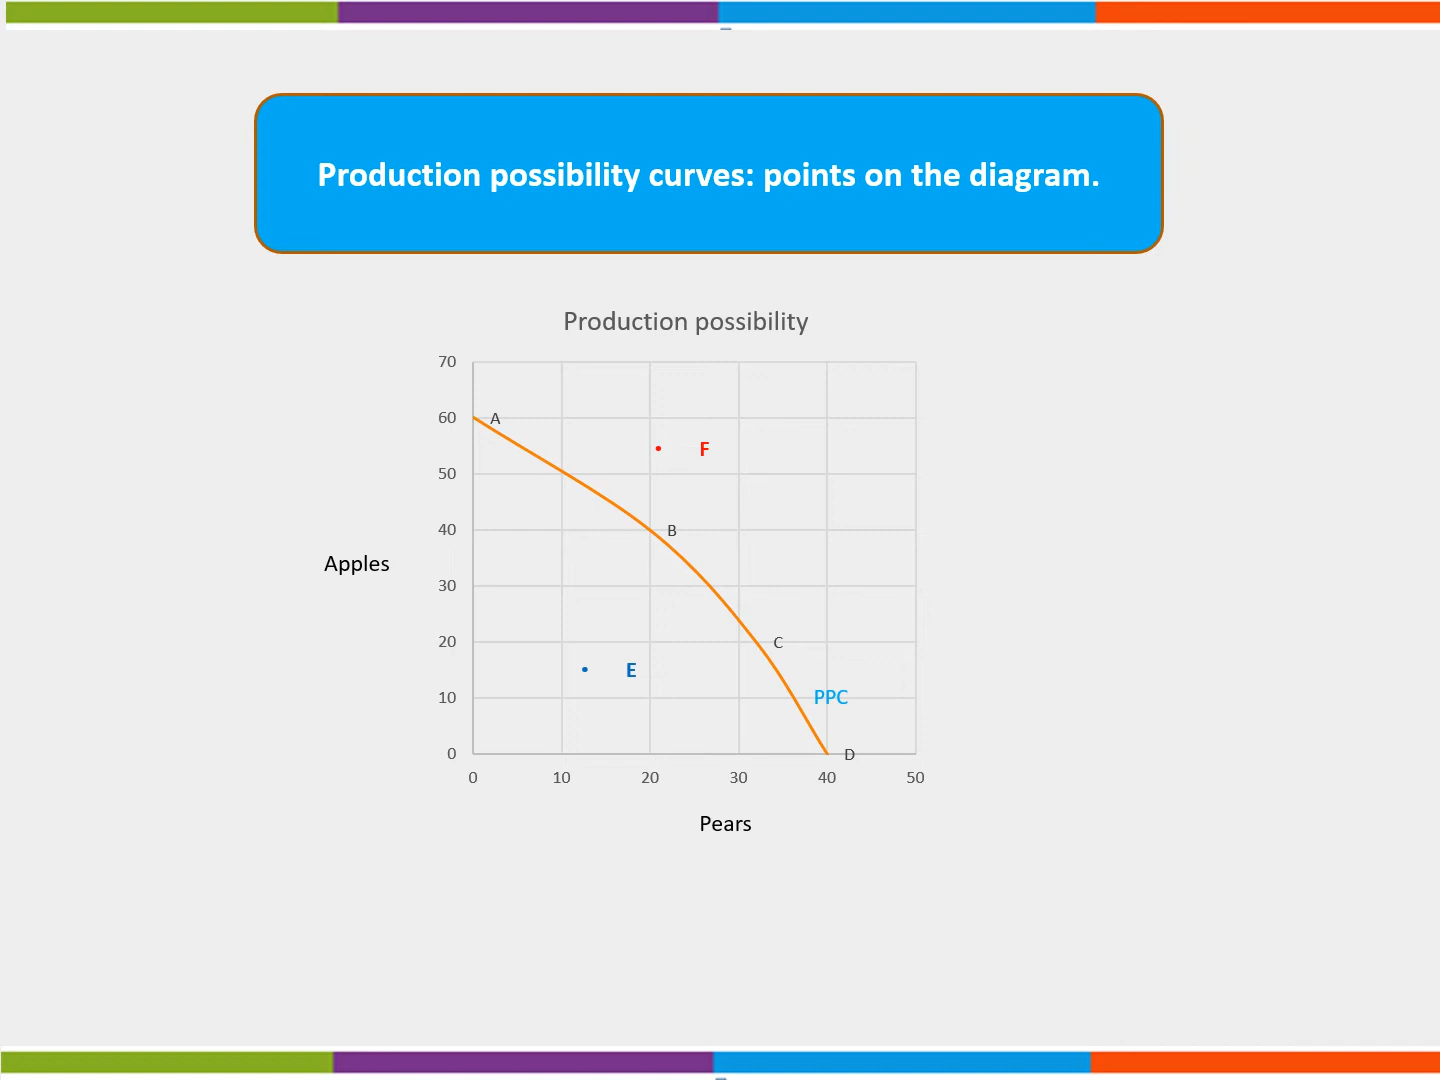 Production possibility curves: points on the diagram.
Production possibility
70
60
A
F
50
40
B
Apples
30
20
C
E
10
PPC
0
D
0 10 20 30 40 50
Pears